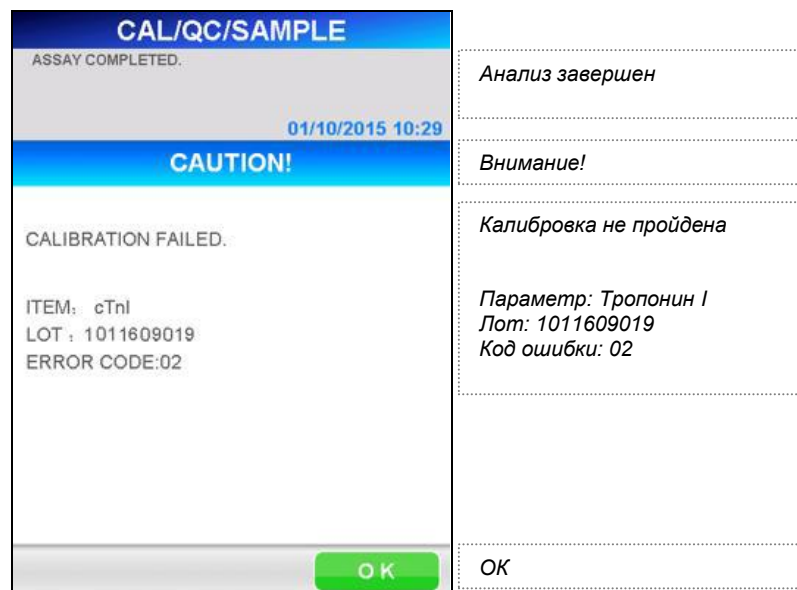 CAL/QC/SAMPLE
ASSAY COMPLETED.
01/10/2015 10:29
CAUTION!
CALIBRATION FAILED.
ITEM: cTnI
LOT : 1011609019
ERROR CODE:02
OK
Анализ завершен
Внимание!
Калибровка не пройдена
Параметр: Тропонин I
Лот: 1011609019
Код ошибки: 02
ОК